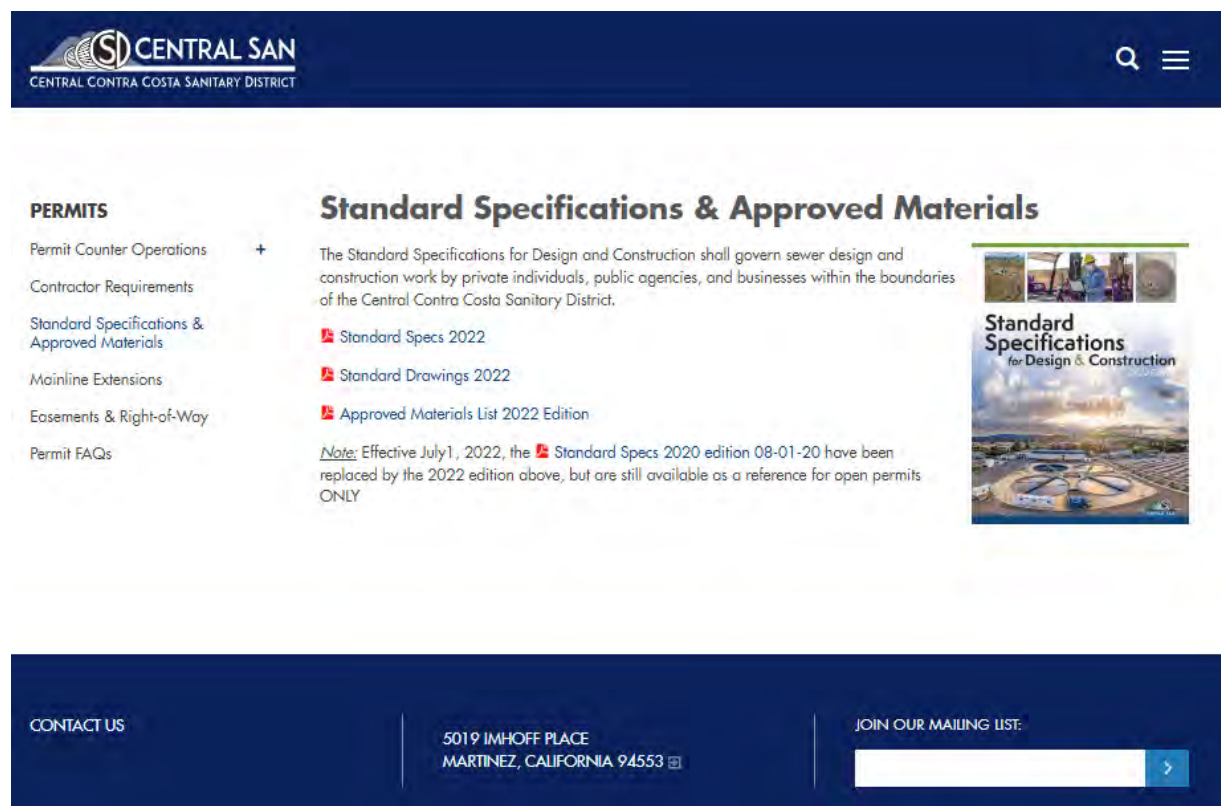 CSD CENTRAL SAN
CENTRAL CONTRA COSTA SANITARY DISTRICT
PERMITS
Permit Counter Operations +
Contractor Requirements
Standard Specifications &
Approved Materials
Mainline Extensions
Easements & Right-of-Way
Permit FAQs
Standard Specifications & Approved Materials
The Standard Specifications for Design and Construction shall govern sewer design and
construction work by private individuals, public agencies, and businesses within the boundaries
of the Central Contra Costa Sanitary District.
Standard Specs 2022
Standard Drawings 2022
Approved Materials List 2022 Edition
Note: Effective July1, 2022, the Standard Specs 2020 edition 08-01-20 have been
replaced by the 2022 edition above, but are still available as a reference for open permits
ONLY
Standard
Specifications
for Design & Construction
CONTACT US
5019 IMHOFF PLACE
MARTINEZ, CALIFORNIA 94553
JOIN OUR MAILING LIST: